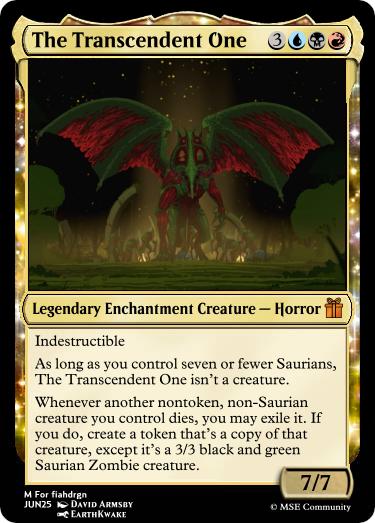 The Transcendent One 3
Legendary Enchantment Creature — Horror
Indestructible
As long as you control seven or fewer Saurians,
The Transcendent One isn't a creature.
Whenever another nontoken, non-Saurian
creature you control dies, you may exile it. If
you do, create a token that's a copy of that
creature, except it's a 3/3 black and green
Saurian Zombie creature.
7/7
M For fiahdrgn
JUN25 David Armsby
EarthKwake
© MSE Community